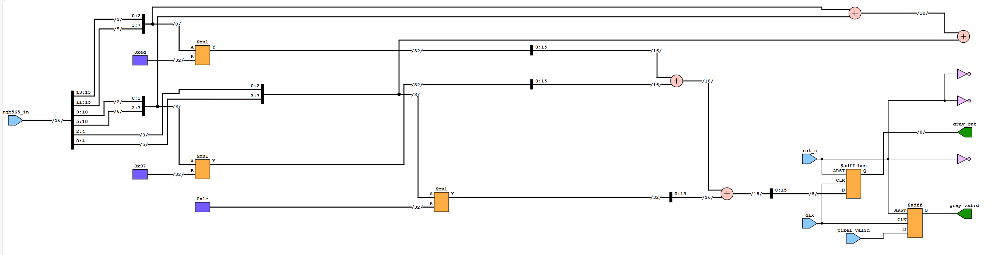 0:2
/3/
3:7
/5/
/8/
/10/
$mul
A
Y
B
0x4d
/32/
/32/
0:15
/16/
0:2
3:7
/32/
0:15
/16/
/18/
/8/
13:15
11:15
9:10
5:10
2:4
0:4
/2/
0:1
/6/
2:7
/8/
rgb565_in
/16/
/3/
/5/
gray_out
/8/
$mul
A
Y
B
0x97
/32/
rst_n
$adff-bus
ARST
Q
CLK
D
$mul
A
Y
B
0x1c
/32/
/32/
0:15
/16/
/18/
8:15
/8/
clk
$adff
ARST
Q
CLK
D
gray_valid
pixel_valid